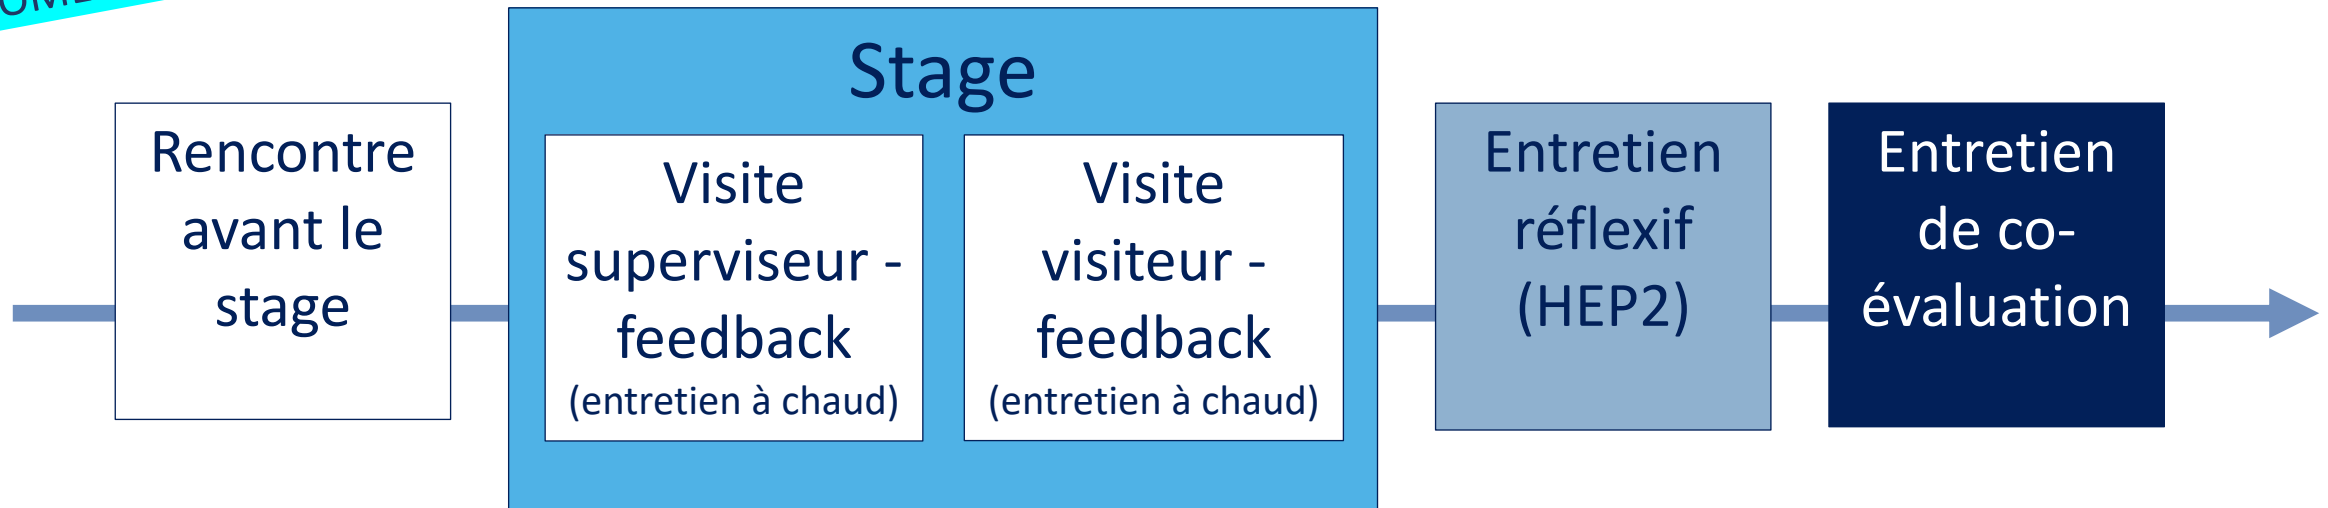 Stage
Rencontre
avant le
stage
Visite
superviseur -
feedback
(entretien à chaud)
Visite
visiteur -
feedback
(entretien à chaud)
Entretien
réflexif
(HEP2)
Entretien
de co-
évaluation